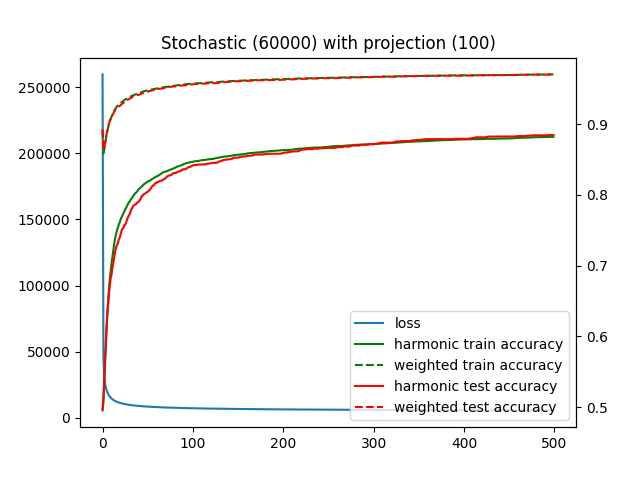 Stochastic (60000) with projection (100)
250000
200000
150000
100000
50000
0
0.9
0.8
0.7
0.6
0.5
loss
harmonic train accuracy
weighted train accuracy
harmonic test accuracy
weighted test accuracy
0 100 200 300 400 500